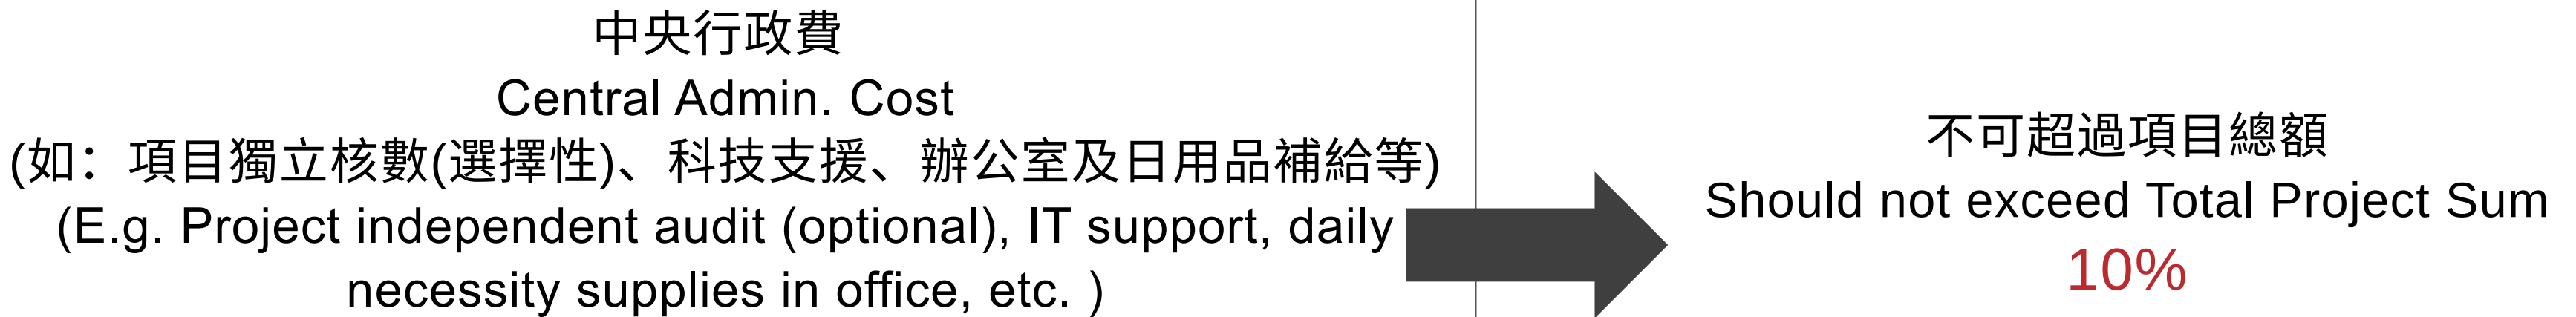 中央行政費
Central Admin. Cost
(如：項目獨立核數(選擇性)、科技支援、辦公室及日用品補給等)
(E.g. Project independent audit (optional), IT support, daily
necessity supplies in office, etc. )
不可超過項目總額
Should not exceed Total Project Sum
10%